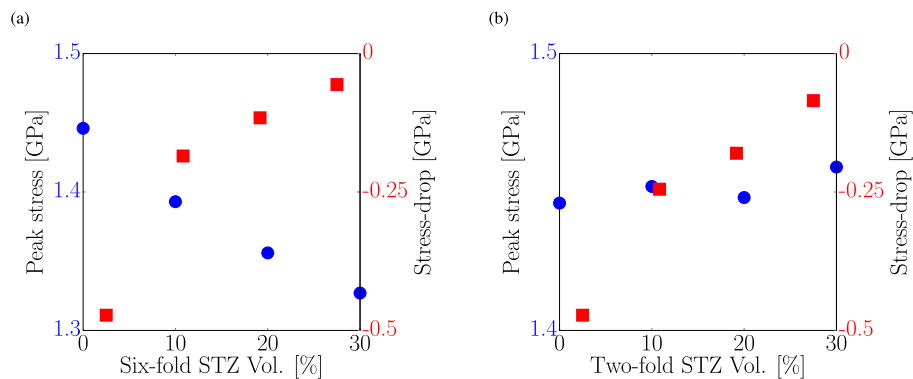 (a)
1.5
1.4
1.3
Peak stress [GPa]
0
-0.25
-0.5
Stress-drop [GPa]
0 10 20 30
Six-fold STZ Vol. [%]
(b)
1.5
1.4
Peak stress [GPa]
0
-0.25
-0.5
Stress-drop [GPa]
0 10 20 30
Two-fold STZ Vol. [%]